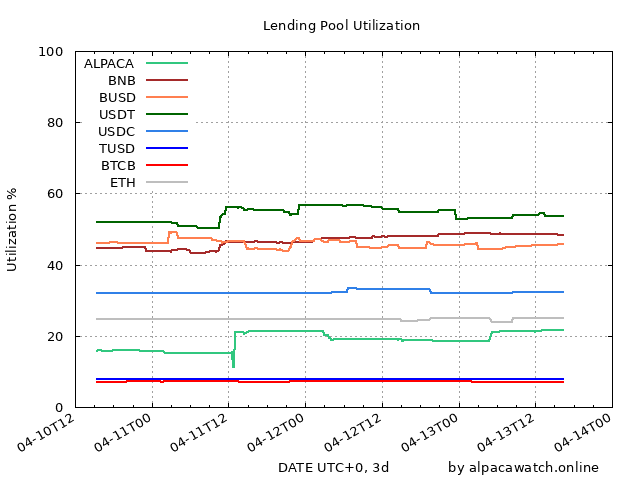 Lending Pool Utilization
100
80
60
40
20
0
Utilization %
ALPACA
BNB
BUSD
USDT
USDC
TUSD
BTCB
ETH
04-10T12
04-11T00
04-11T12
04-12T00
04-12T12
04-13T00
04-13T12
04-14T00
DATE UTC+0, 3d
by alpacawatch.online